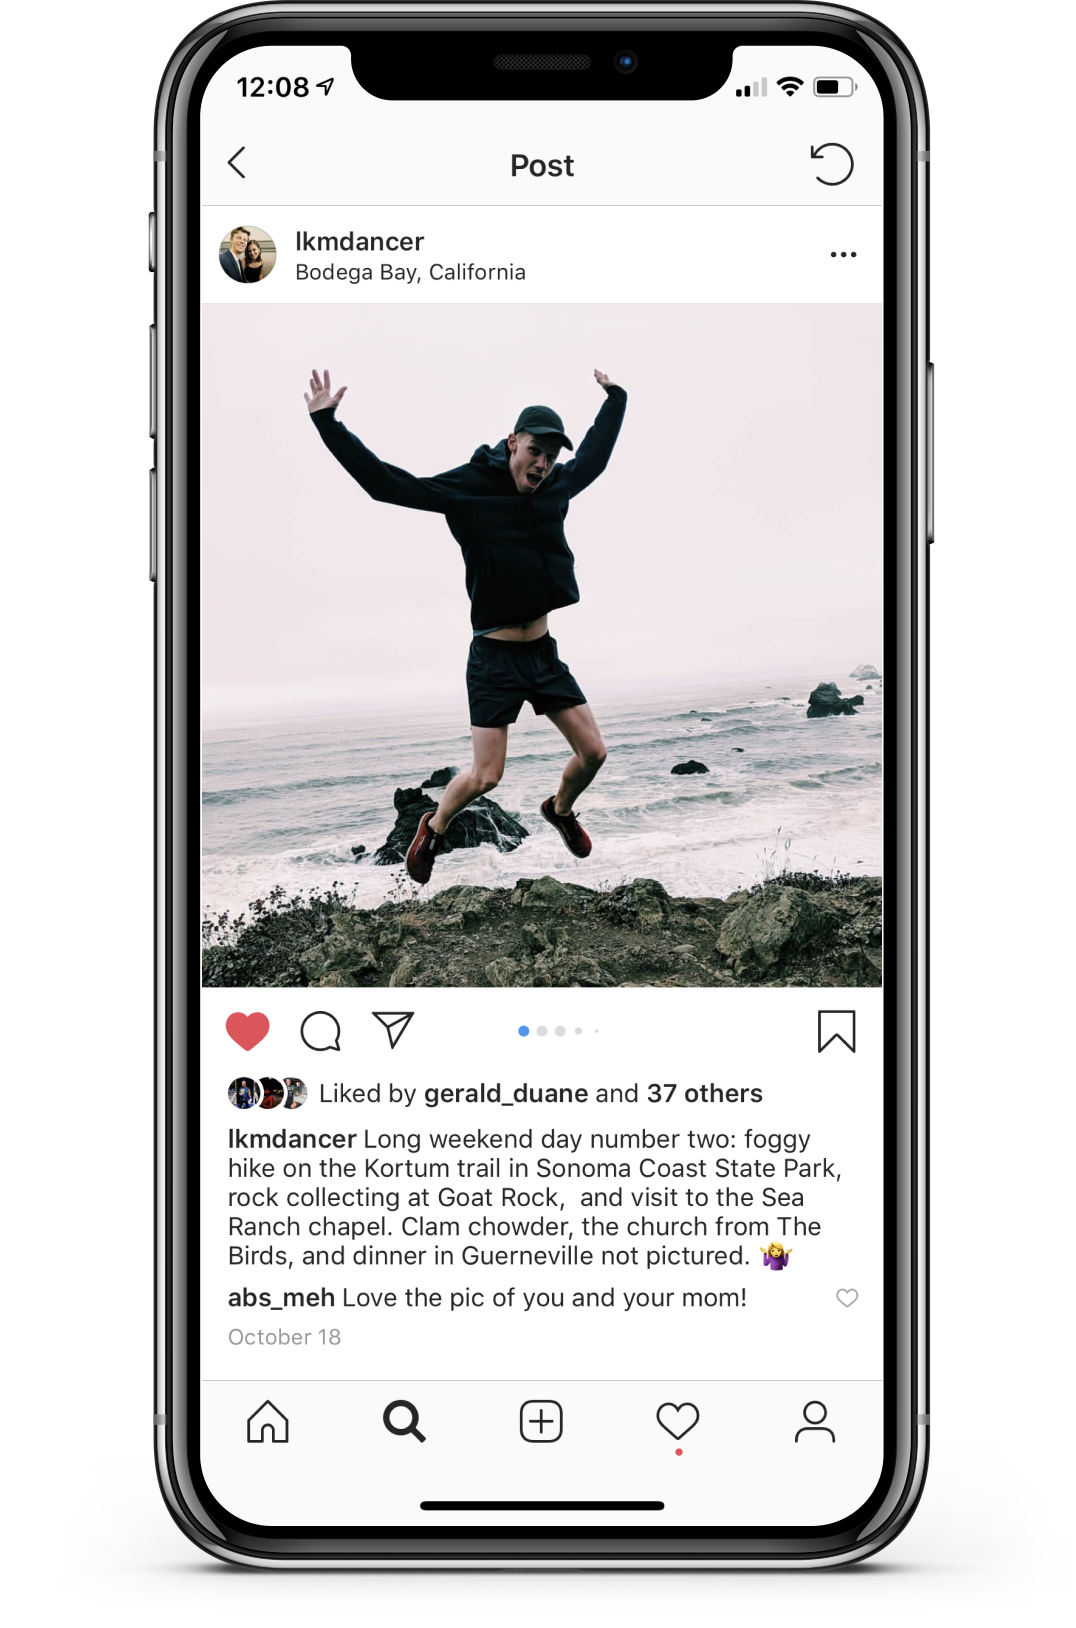 12:08
Post
lkmdancer
Bodega Bay, California
Liked by gerald_duane and 37 others
lkmdancer Long weekend day number two: foggy
hike on the Kortum trail in Sonoma Coast State Park,
rock collecting at Goat Rock,  and visit to the Sea
Ranch chapel. Clam chowder, the church from The
Birds, and dinner in Guerneville not pictured. 🤷‍♀️
abs_meh Love the pic of you and your mom!
October 18